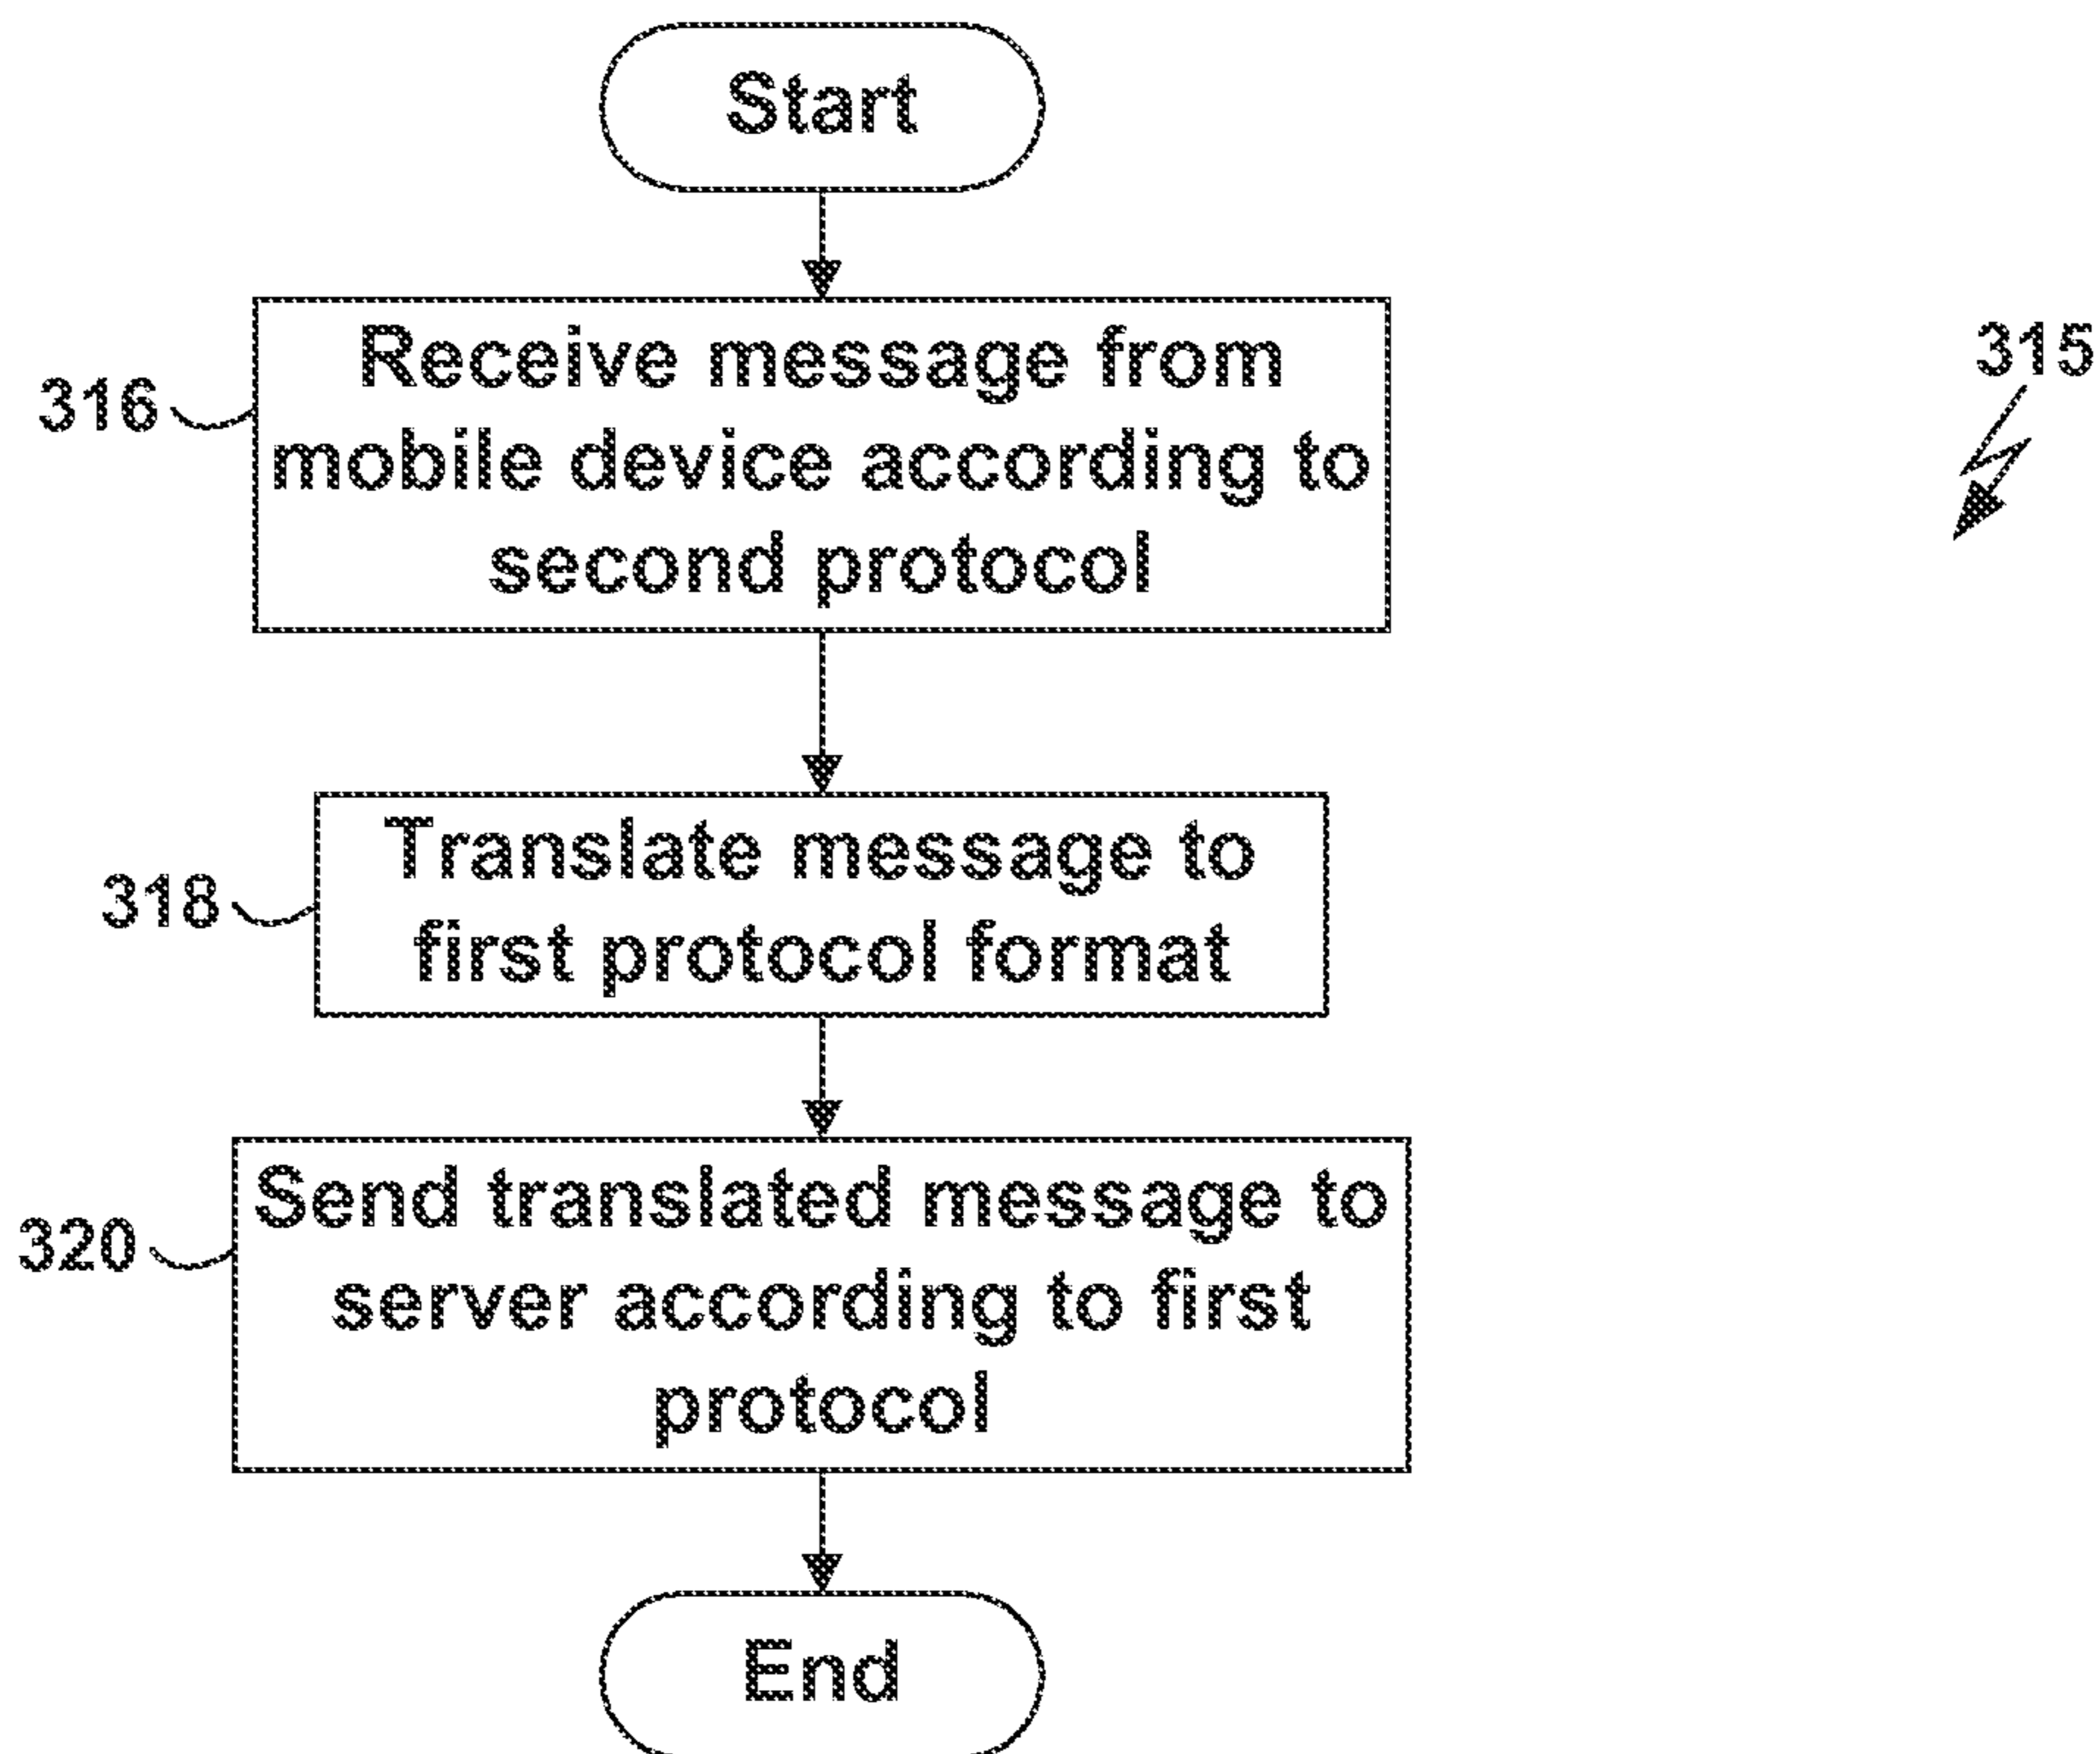 Start
316
Receive message from
mobile device according to
second protocol
315
318
Translate message to
first protocol format
320
Send translated message to
server according to first
protocol
End